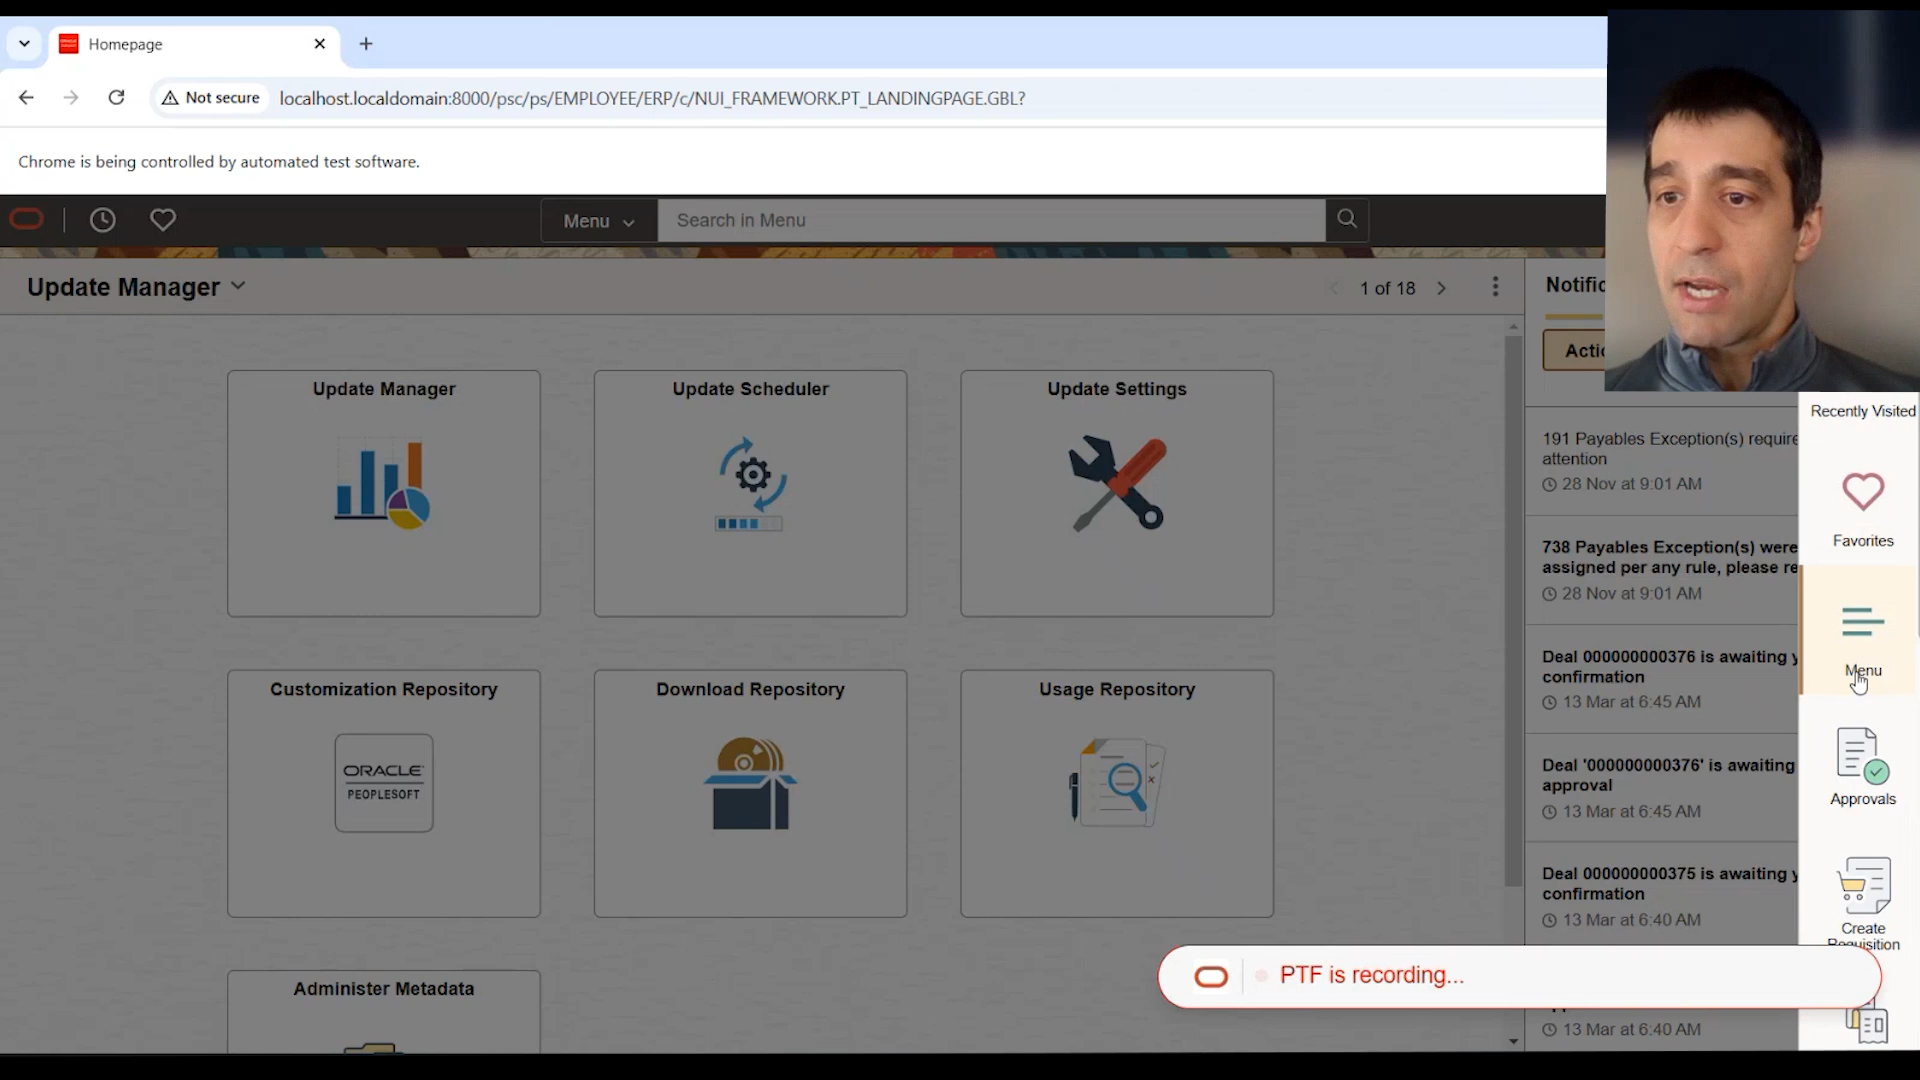 Homepage
Not secure
localhost.localdomain:8000/psc/ps/EMPLOYEE/ERP/c/NUI_FRAMEWORK.PT_LANDINGPAGE.GBL?
Chrome is being controlled by automated test software.
Menu
Search in Menu
Update Manager
1 of 18
Update Manager
Update Scheduler
Update Settings
Customization Repository
ORACLE
PEOPLESOFT
Download Repository
Usage Repository
Administer Metadata
191 Payables Exception(s) require
attention
28 Nov at 9:01 AM
738 Payables Exception(s) were
assigned per any rule, please re
28 Nov at 9:01 AM
Deal 000000000376 is awaiting y
confirmation
13 Mar at 6:45 AM
Deal '000000000376' is awaiting
approval
13 Mar at 6:45 AM
Deal 000000000375 is awaiting y
confirmation
13 Mar at 6:40 AM
13 Mar at 6:40 AM
Recently Visited
Favorites
Menu
Approvals
Create
Requisition
PTF is recording...